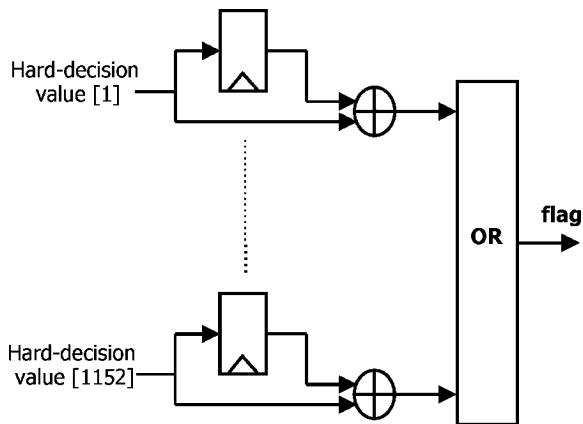 Hard-decision
value [1]
flag
OR
Hard-decision
value [1152]